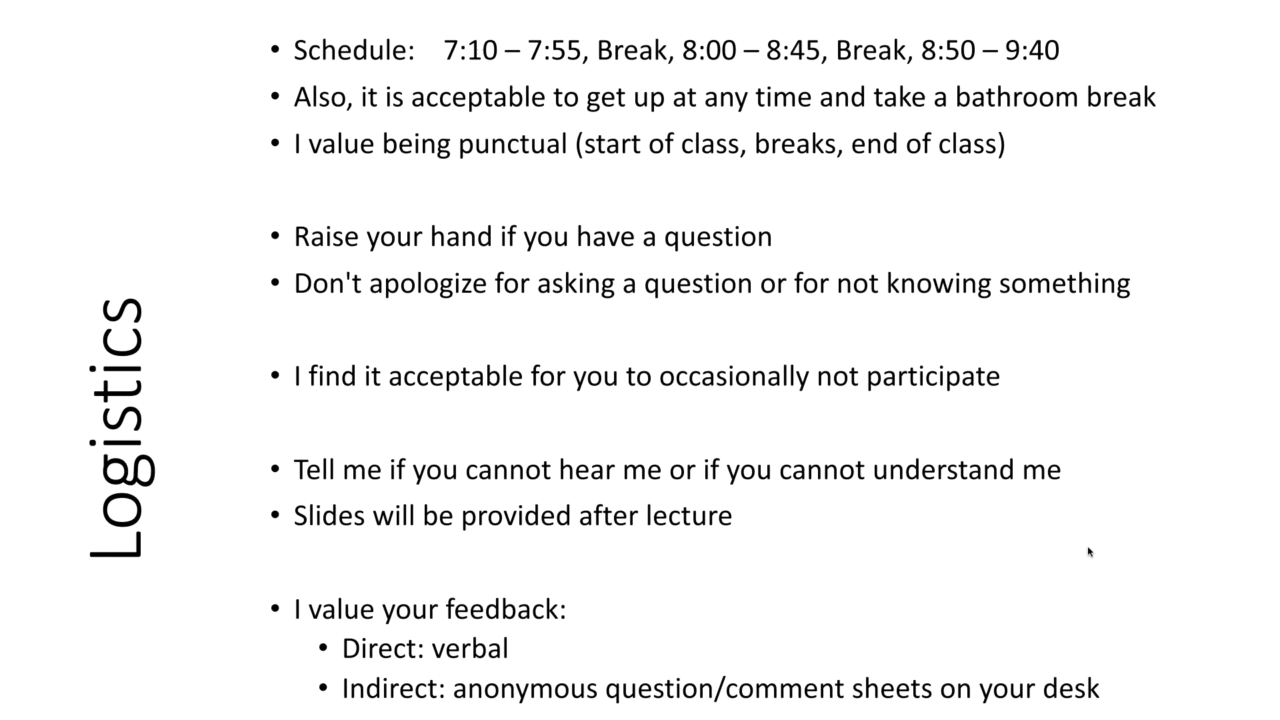 Logistics
• Schedule: 7:10 – 7:55, Break, 8:00 – 8:45, Break, 8:50 – 9:40
• Also, it is acceptable to get up at any time and take a bathroom break
• I value being punctual (start of class, breaks, end of class)
• Raise your hand if you have a question
• Don't apologize for asking a question or for not knowing something
• I find it acceptable for you to occasionally not participate
• Tell me if you cannot hear me or if you cannot understand me
• Slides will be provided after lecture
• I value your feedback:
• Direct: verbal
• Indirect: anonymous question/comment sheets on your desk